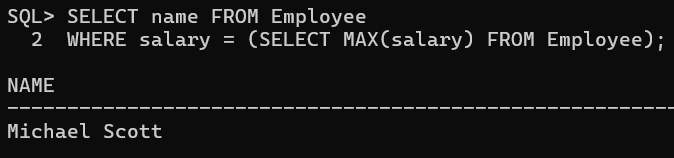 SQL> SELECT name FROM Employee
  2  WHERE salary = (SELECT MAX(salary) FROM Employee);
NAME
--------------------------------------------------------
Michael Scott